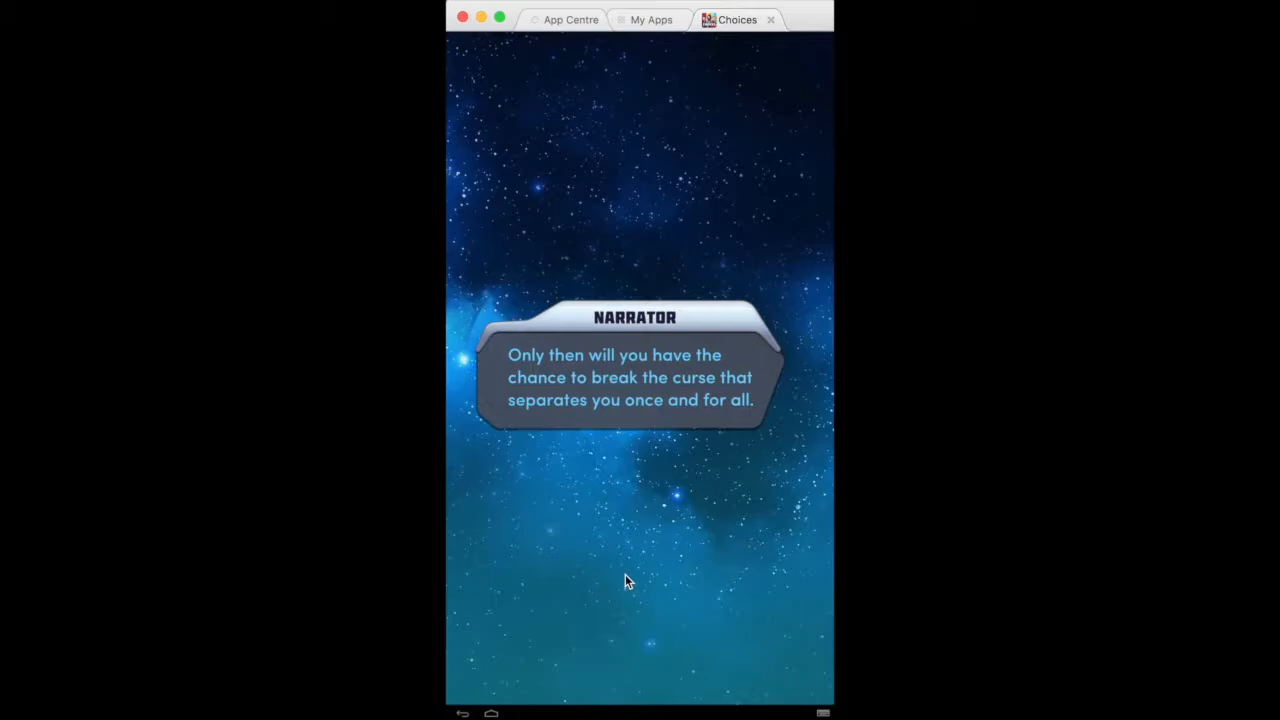 App Centre
My Apps
Choices
NARRATOR
Only then will you have the
chance to break the curse that
separates you once and for all.